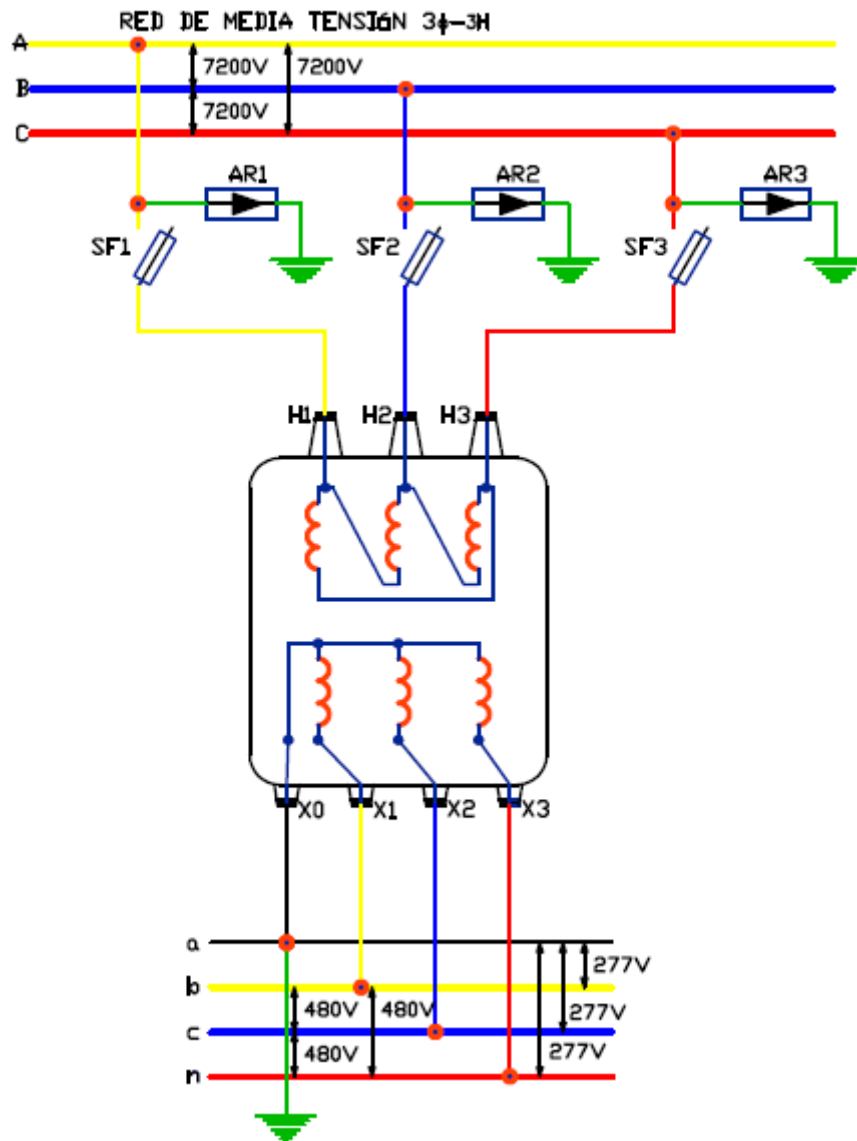 RED DE MEDIA TENSIÓN 3ϕ-3H
A
7200V 7200V
B
7200V
C
AR1 AR2 AR3
SF1 SF2 SF3
H1 H2 H3
X0 X1 X2 X3
a
277V
b
480V 480V 277V
c
480V 277V
n